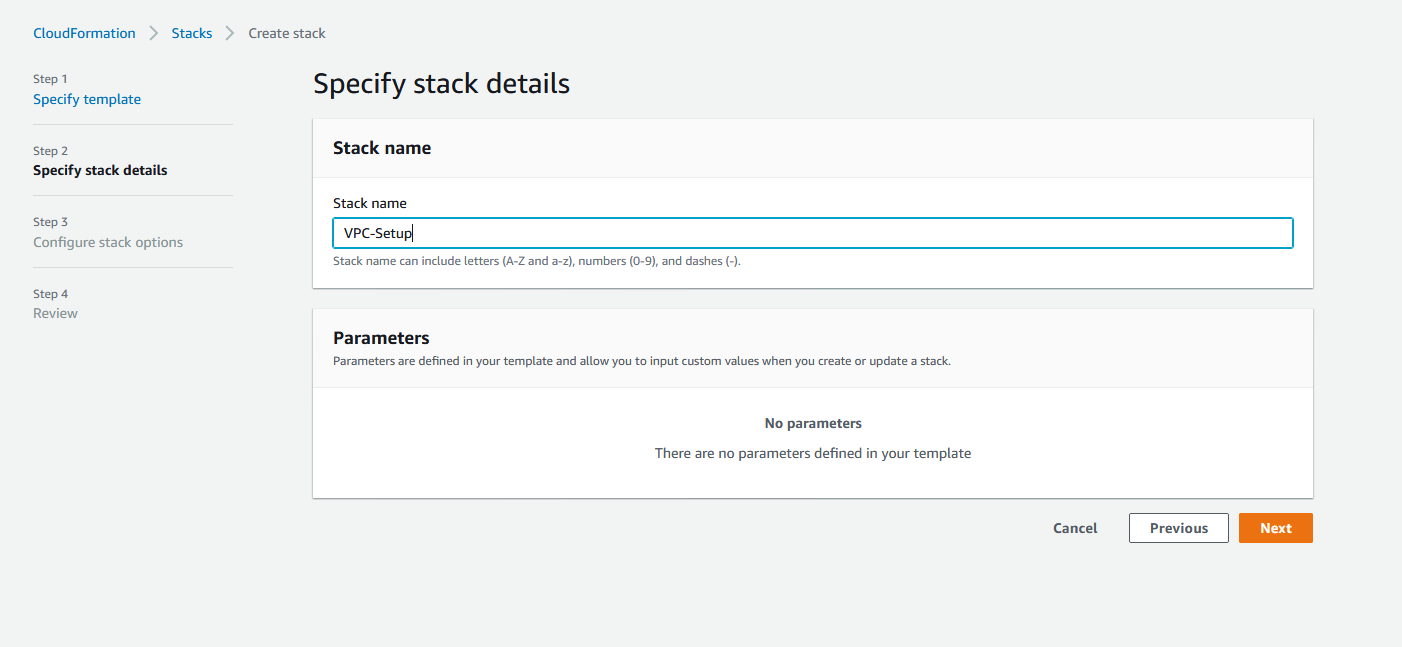 CloudFormation > Stacks > Create stack
Step 1
Specify template
Step 2
Specify stack details
Step 3
Configure stack options
Step 4
Review
Specify stack details
Stack name
Stack name
VPC-Setup
Stack name can include letters (A-Z and a-z), numbers (0-9), and dashes (-).
Parameters
Parameters are defined in your template and allow you to input custom values when you create or update a stack.
No parameters
There are no parameters defined in your template
Cancel Previous Next